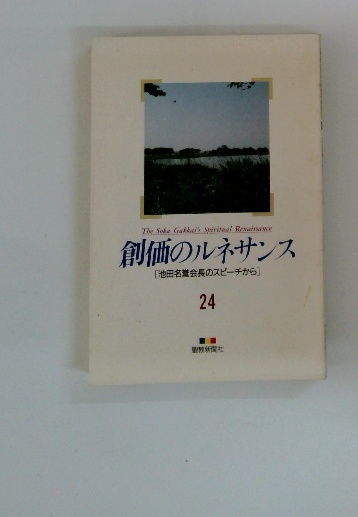 The Soka Gakkai's Spiritual Renaissance
創価のルネサンス
［池田名誉会長のスピーチから］
24
聖教新聞社